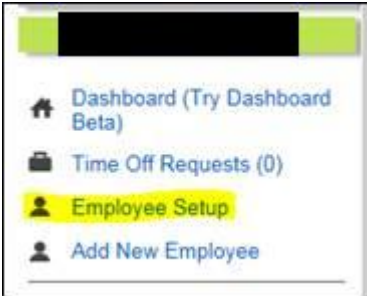 Dashboard (Try Dashboard
Beta)
Time Off Requests (0)
Employee Setup
Add New Employee